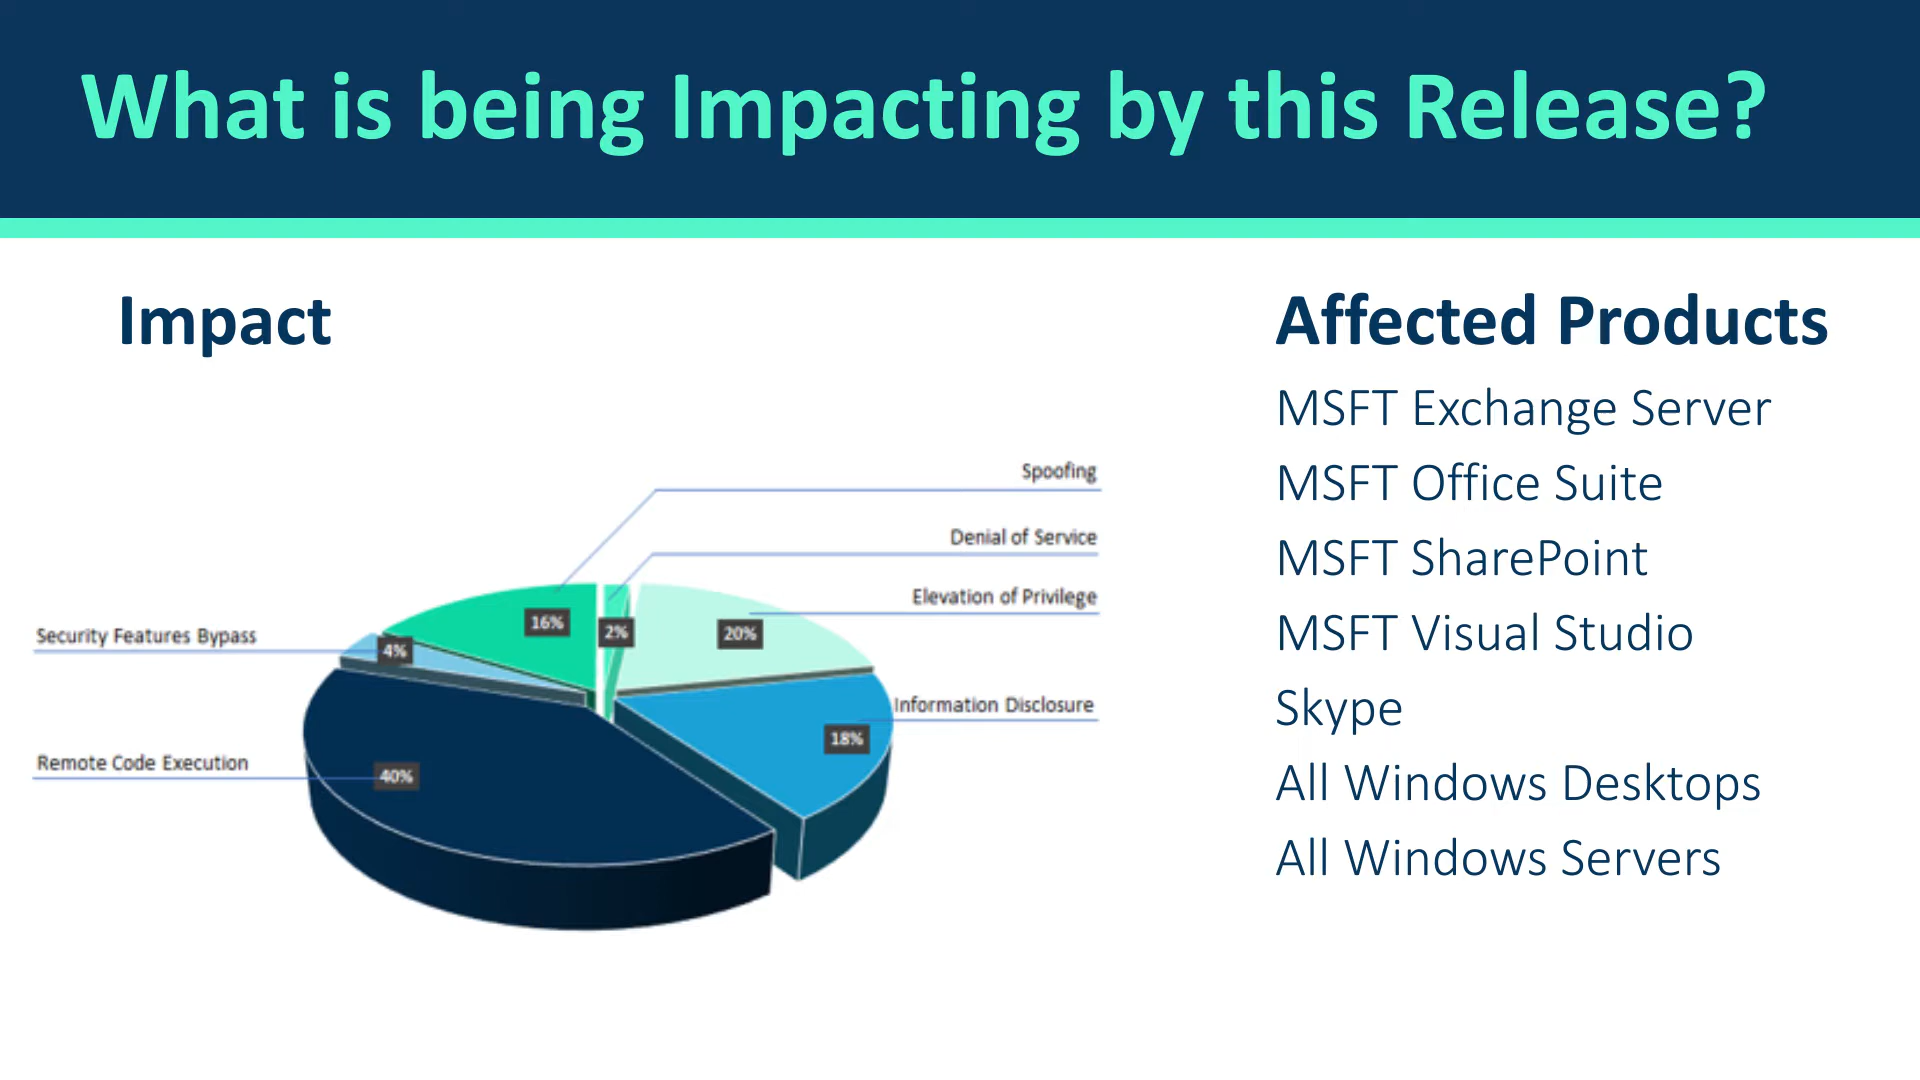 What is being Impacting by this Release?
Impact
Spoofing
Denial of Service
Elevation of Privilege
16%
2%
20%
Security Features Bypass
4%
Information Disclosure
18%
Remote Code Execution
40%
Affected Products
MSFT Exchange Server
MSFT Office Suite
MSFT SharePoint
MSFT Visual Studio
Skype
All Windows Desktops
All Windows Servers